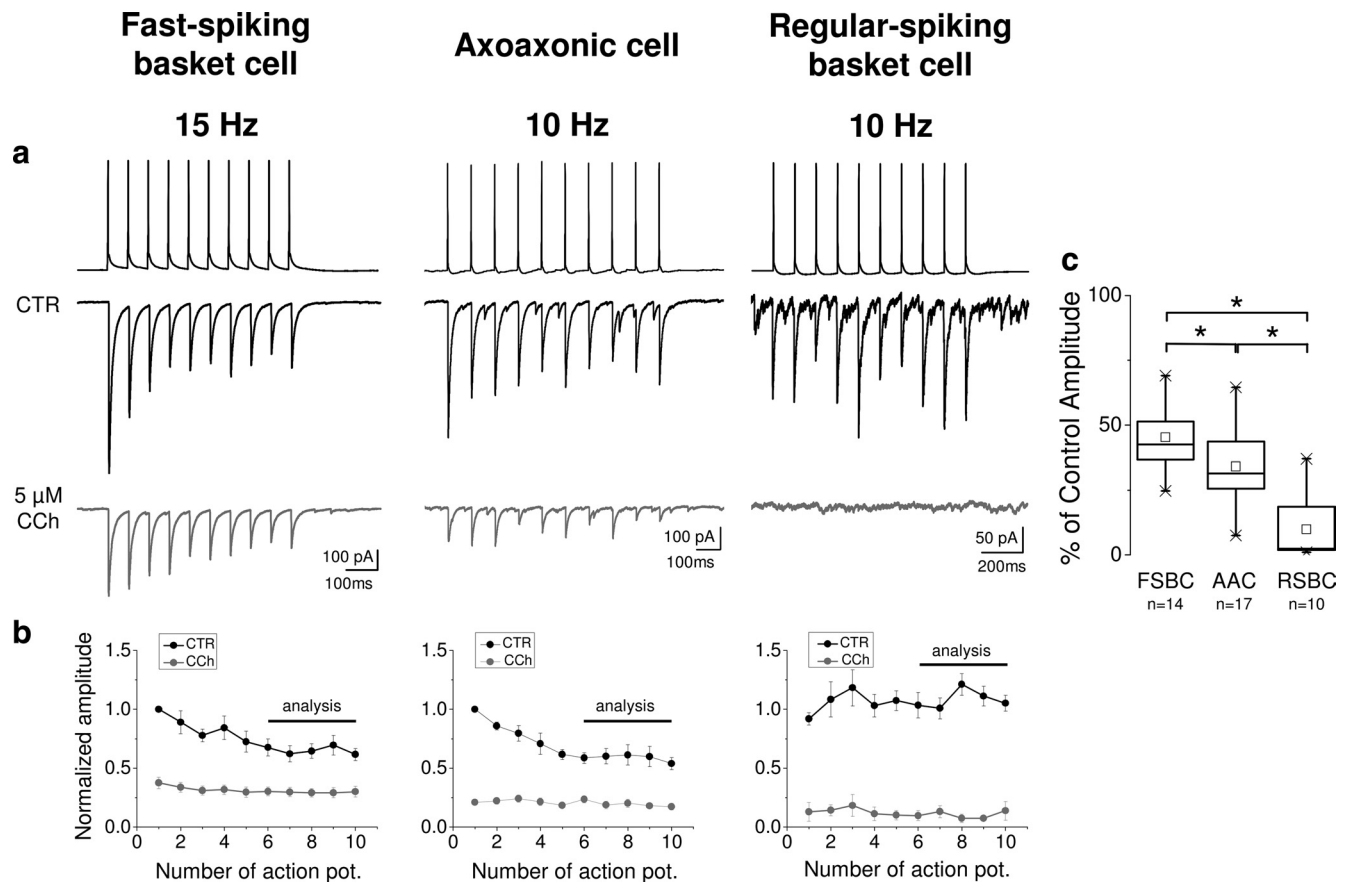 Fast-spiking
basket cell
Axoaxonic cell
Regular-spiking
basket cell
15 Hz
10 Hz
10 Hz
a
CTR
5 µM
CCh
100 pA
100ms
100 pA
100ms
50 pA
200ms
c
% of Control Amplitude
100
50
0
*
*
*
FSBC
AAC
RSBC
n=14
n=17
n=10
b
Normalized amplitude
1.5
1.0
0.5
0.0
CTR
CCh
analysis
0 2 4 6 8 10
Number of action pot.
1.5
1.0
0.5
0.0
CTR
CCh
analysis
0 2 4 6 8 10
Number of action pot.
1.5
1.0
0.5
0.0
CTR
CCh
analysis
0 2 4 6 8 10
Number of action pot.